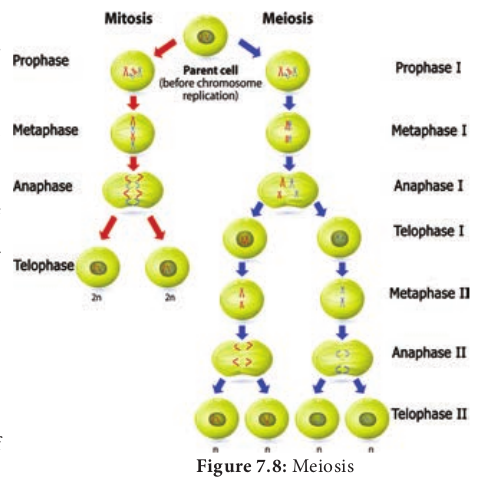 Mitosis Meiosis
Prophase
Parent cell
(before chromosome
replication)
Prophase I
Metaphase
Metaphase I
Anaphase
Anaphase I
Telophase I
Telophase
2n 2n
Metaphase II
Anaphase II
Telophase II
n n n n
Figure 7.8: Meiosis